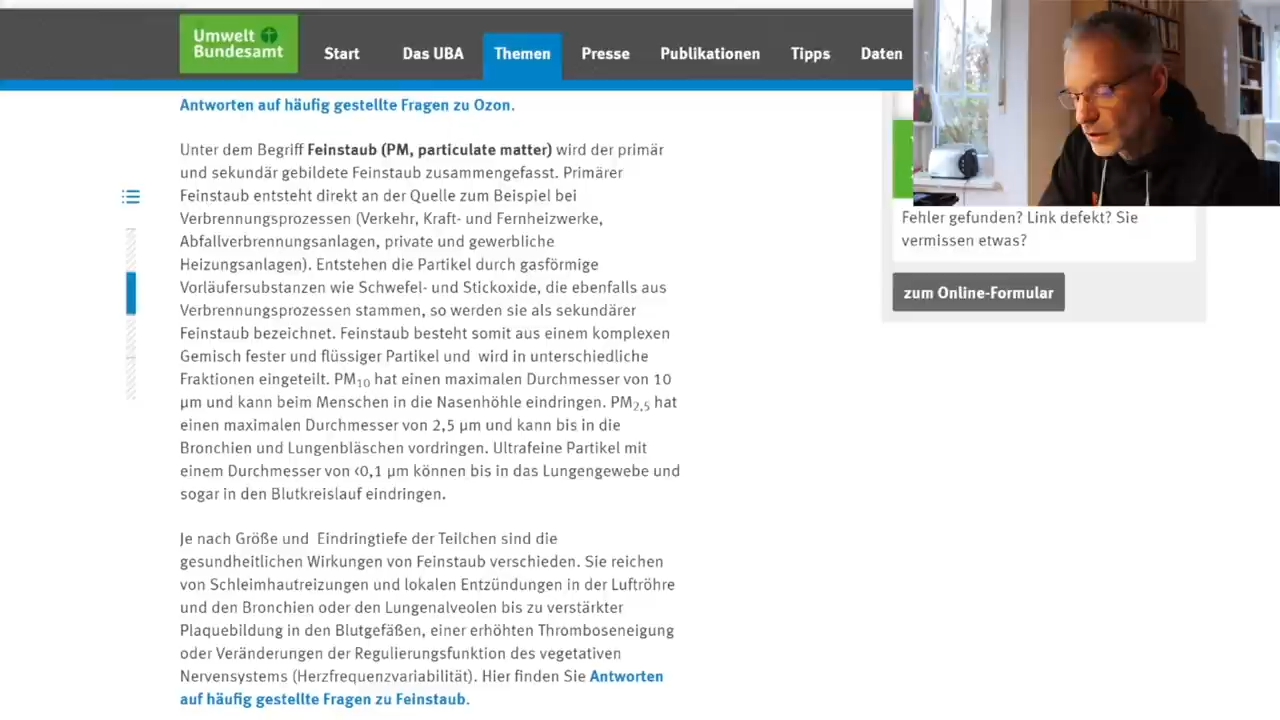 Umwelt
Bundesamt
Start
Das UBA
Themen
Presse
Publikationen
Tipps
Daten
Antworten auf häufig gestellte Fragen zu Ozon.
Unter dem Begriff Feinstaub (PM, particulate matter) wird der primär
und sekundär gebildete Feinstaub zusammengefasst. Primärer
Feinstaub entsteht direkt an der Quelle zum Beispiel bei
Verbrennungsprozessen (Verkehr, Kraft- und Fernheizwerke,
Abfallverbrennungsanlagen, private und gewerbliche
Heizungsanlagen). Entstehen die Partikel durch gasförmige
Vorläufersubstanzen wie Schwefel- und Stickoxide, die ebenfalls aus
Verbrennungsprozessen stammen, so werden sie als sekundärer
Feinstaub bezeichnet. Feinstaub besteht somit aus einem komplexen
Gemisch fester und flüssiger Partikel und wird in unterschiedliche
Fraktionen eingeteilt. PM10 hat einen maximalen Durchmesser von 10
µm und kann beim Menschen in die Nasenhöhle eindringen. PM2,5 hat
einen maximalen Durchmesser von 2,5 µm und kann bis in die
Bronchien und Lungenbläschen vordringen. Ultrafeine Partikel mit
einem Durchmesser von <0,1 µm können bis in das Lungengewebe und
sogar in den Blutkreislauf eindringen.
Je nach Größe und Eindringtiefe der Teilchen sind die
gesundheitlichen Wirkungen von Feinstaub verschieden. Sie reichen
von Schleimhautreizungen und lokalen Entzündungen in der Luftröhre
und den Bronchien oder den Lungenalveolen bis zu verstärkter
Plaquebildung in den Blutgefäßen, einer erhöhten Thromboseneigung
oder Veränderungen der Regulierungsfunktion des vegetativen
Nervensystems (Herzfrequenzvariabilität). Hier finden Sie Antworten
auf häufig gestellte Fragen zu Feinstaub.
Fehler gefunden? Link defekt? Sie
vermissen etwas?
zum Online-Formular